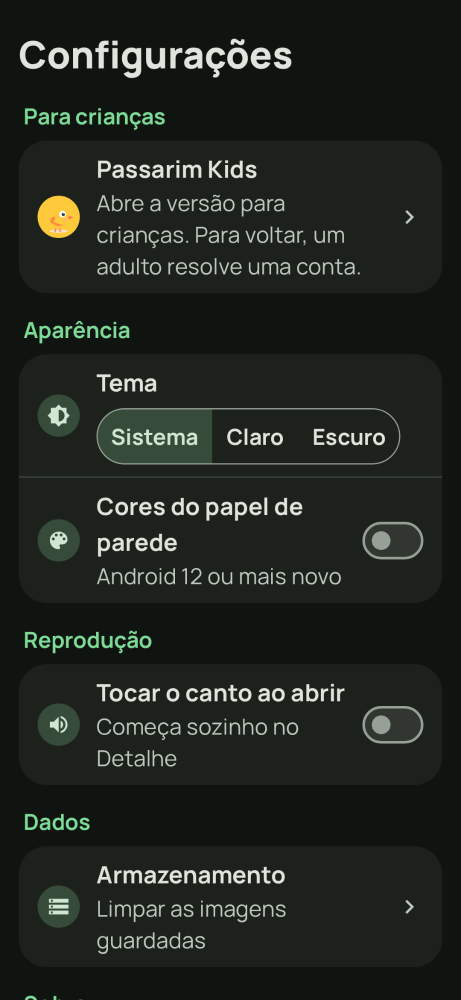 Configurações
Para crianças
Passarim Kids
Abre a versão para
crianças. Para voltar, um
adulto resolve uma conta.
Aparência
Tema
Sistema Claro Escuro
Cores do papel de
parede
Android 12 ou mais novo
Reprodução
Tocar o canto ao abrir
Começa sozinho no
Detalhe
Dados
Armazenamento
Limpar as imagens
guardadas